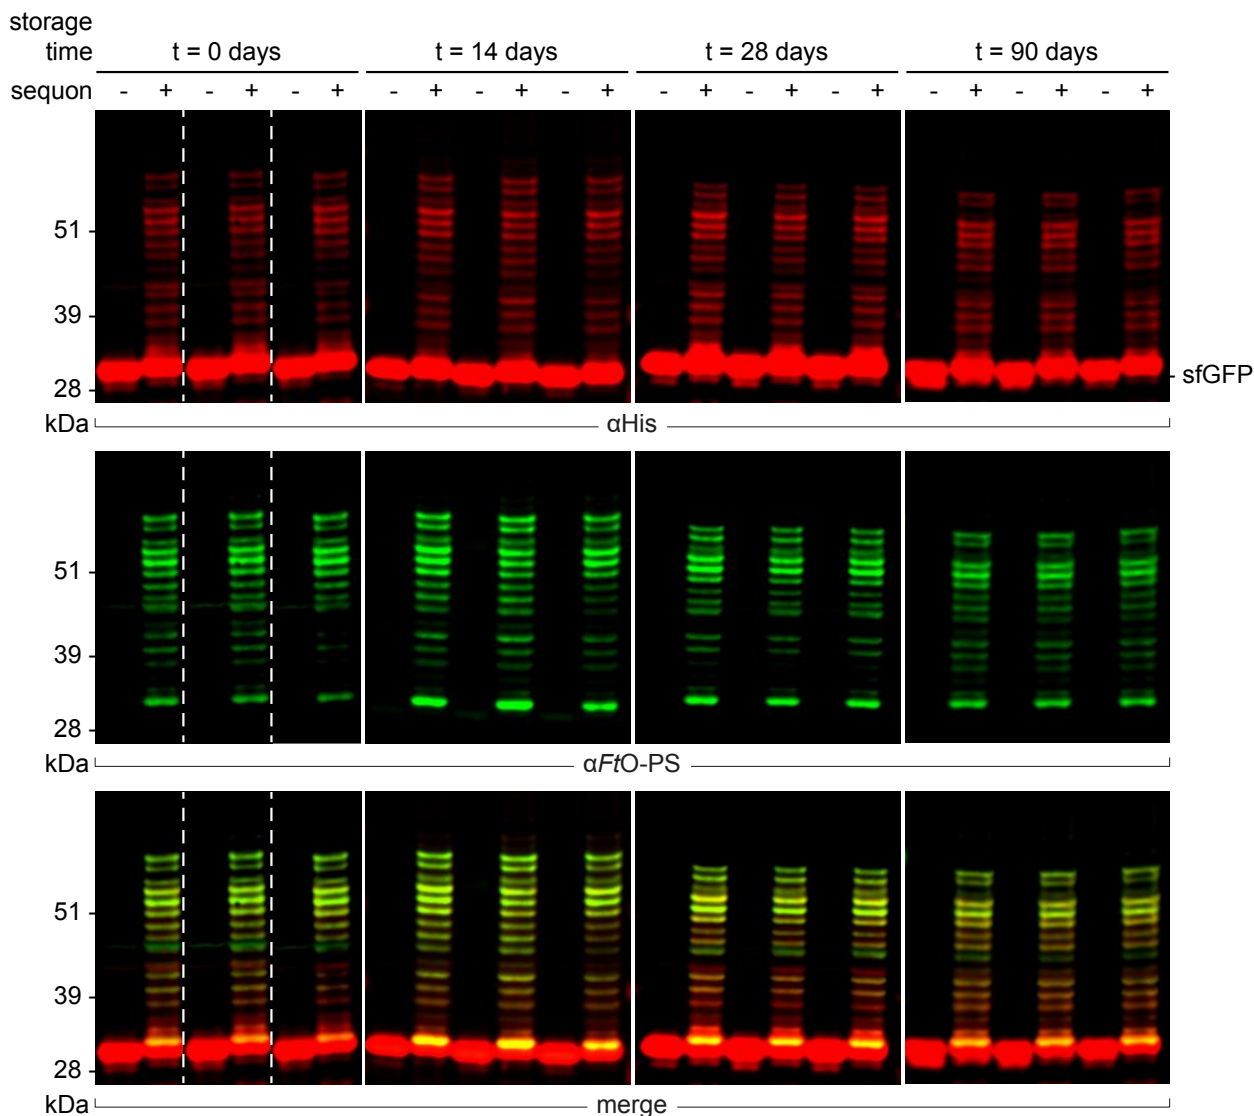 storage
time t = 0 days t = 14 days t = 28 days t = 90 days
sequon - + - + - + - + - + - + - + - + - + - + - + - +
51
39
28 sfGFP
kDa αHis
51
39
28
kDa αFtO-PS
51
39
28
kDa merge